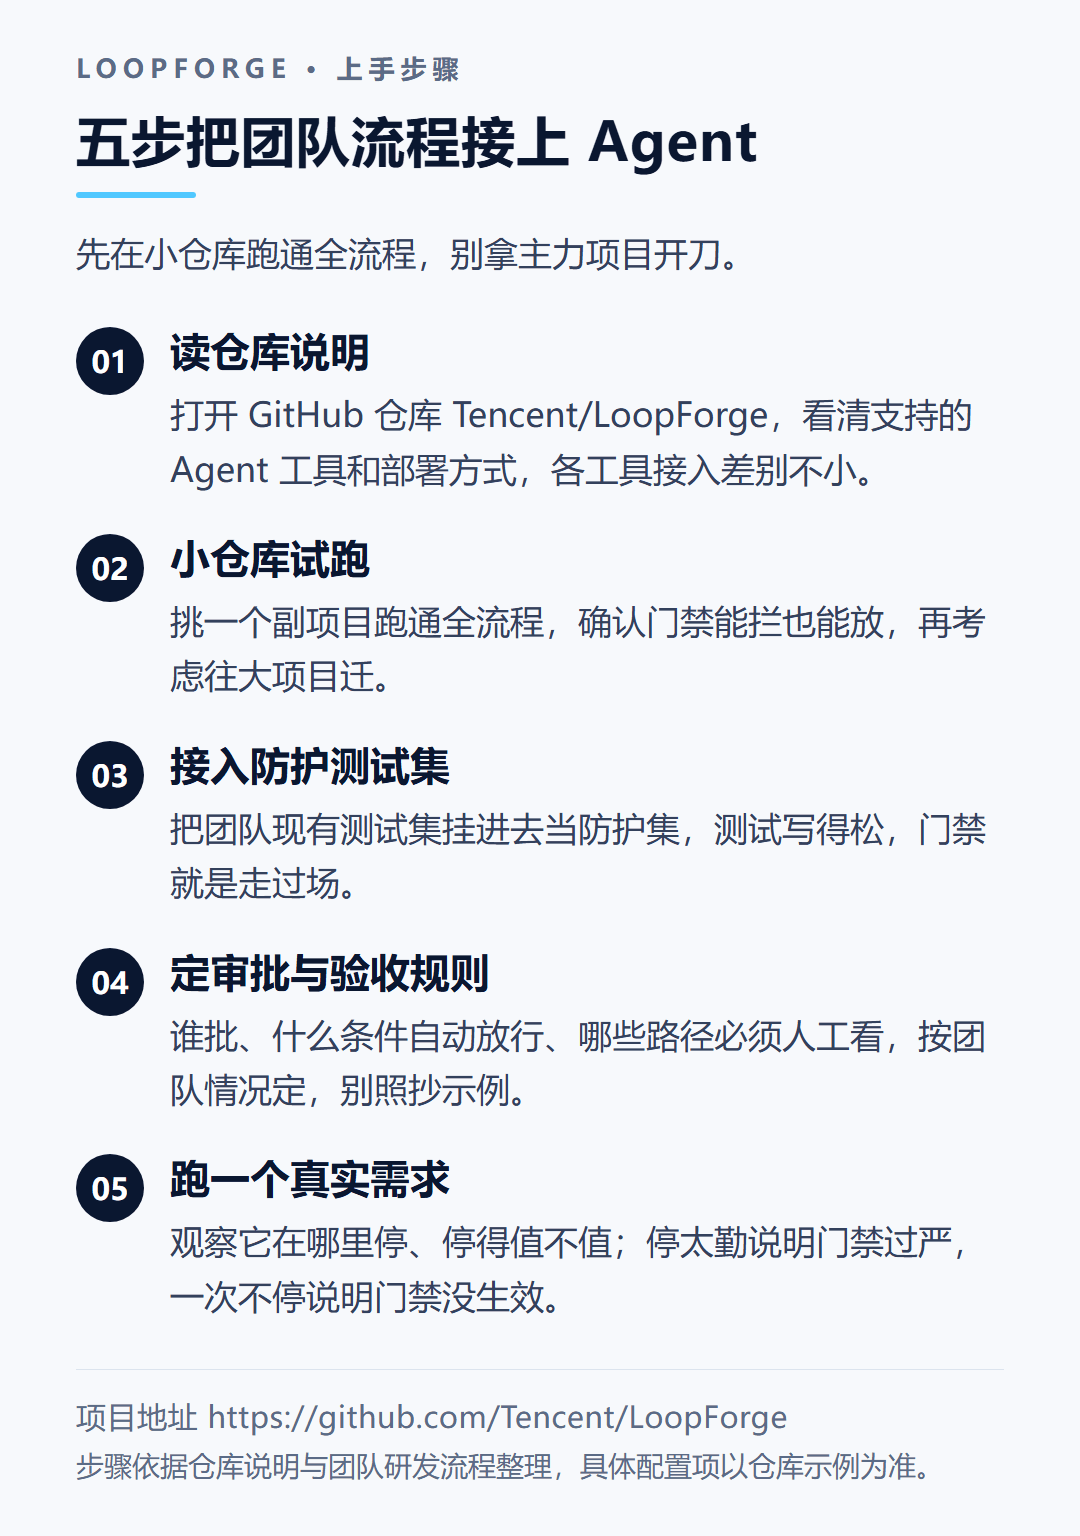 LOOPFORGE • 上手步骤
五步把团队流程接上 Agent
先在小仓库跑通全流程，别拿主力项目开刀。
01 读仓库说明
打开 GitHub 仓库 Tencent/LoopForge，看清支持的
Agent 工具和部署方式，各工具接入差别不小。
02 小仓库试跑
挑一个副项目跑通全流程，确认门禁能拦也能放，再考
虑往大项目迁。
03 接入防护测试集
把团队现有测试集挂进去当防护集，测试写得松，门禁
就是走过场。
04 定审批与验收规则
谁批、什么条件自动放行、哪些路径必须人工看，按团
队情况定，别照抄示例。
05 跑一个真实需求
观察它在哪里停、停得值不值；停太勤说明门禁过严，
一次不停说明门禁没生效。
项目地址 https://github.com/Tencent/LoopForge
步骤依据仓库说明与团队研发流程整理，具体配置项以仓库示例为准。